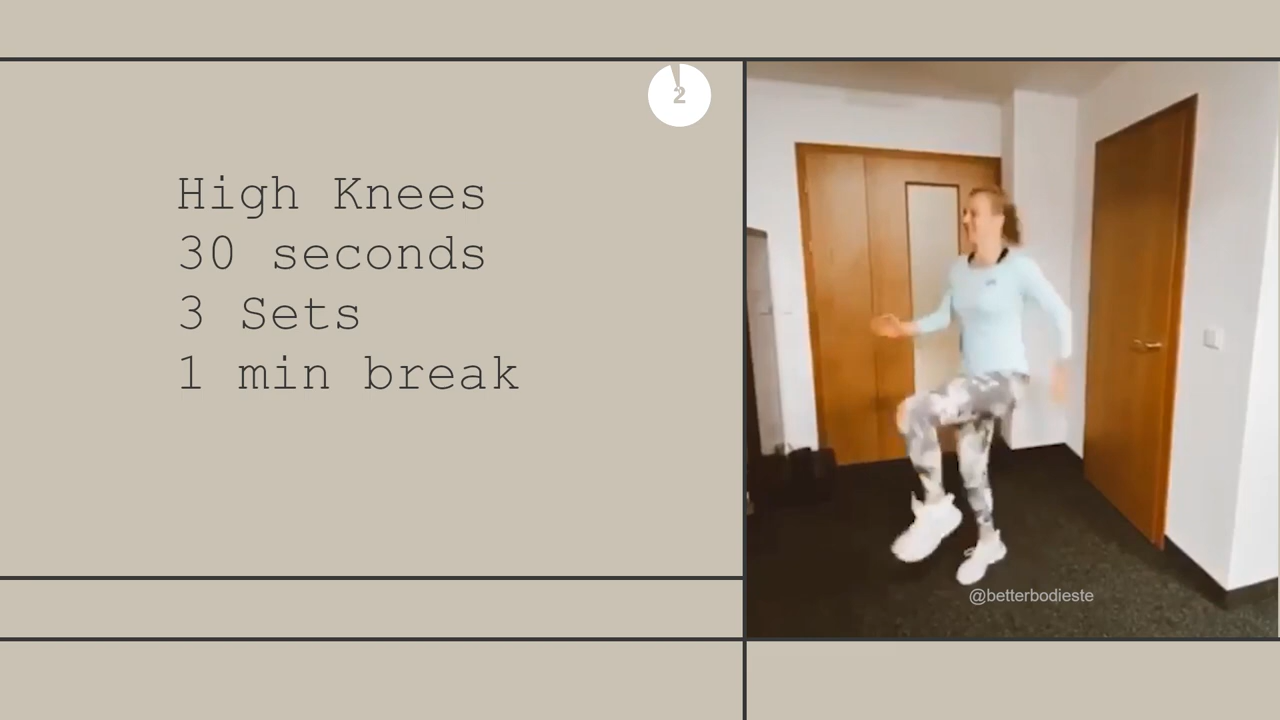 2
High Knees
30 seconds
3 Sets
1 min break
@betterbodieste